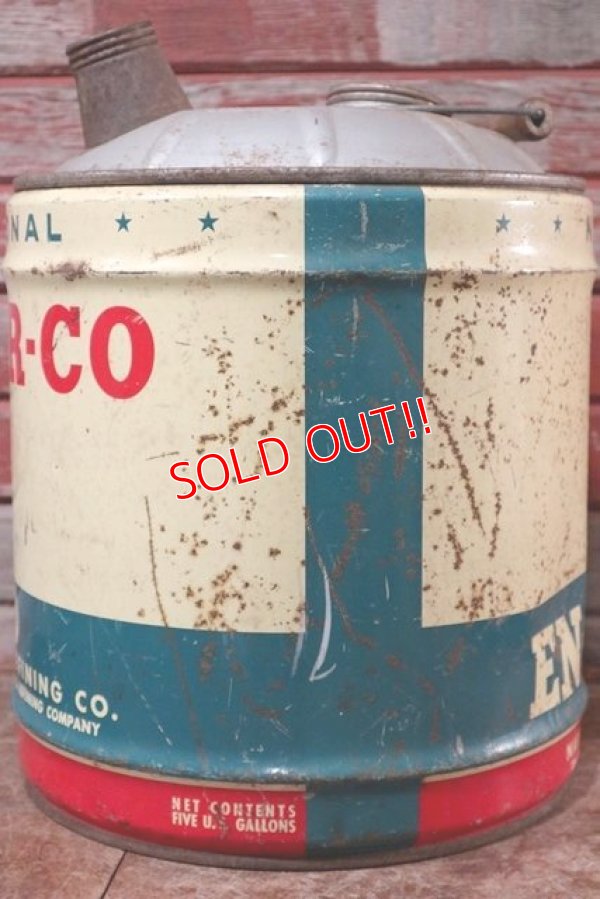 NAL
R-CO
SOLD OUT!!
EN
INING CO.
COMPANY
NET CONTENTS
FIVE U.S. GALLONS